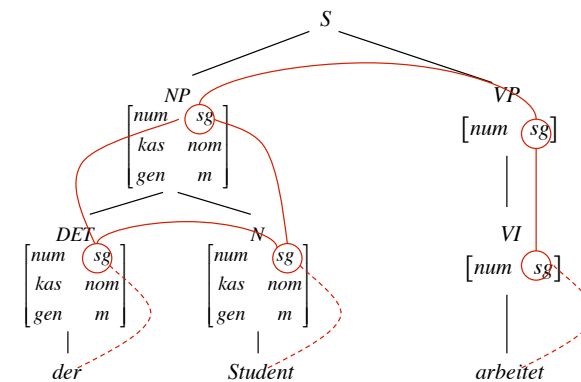 S
NP VP
num sg [num sg]
kas nom
gen m
DET N VI
num sg num sg [num sg]
kas nom kas nom
gen m gen m
der Student arbeitet